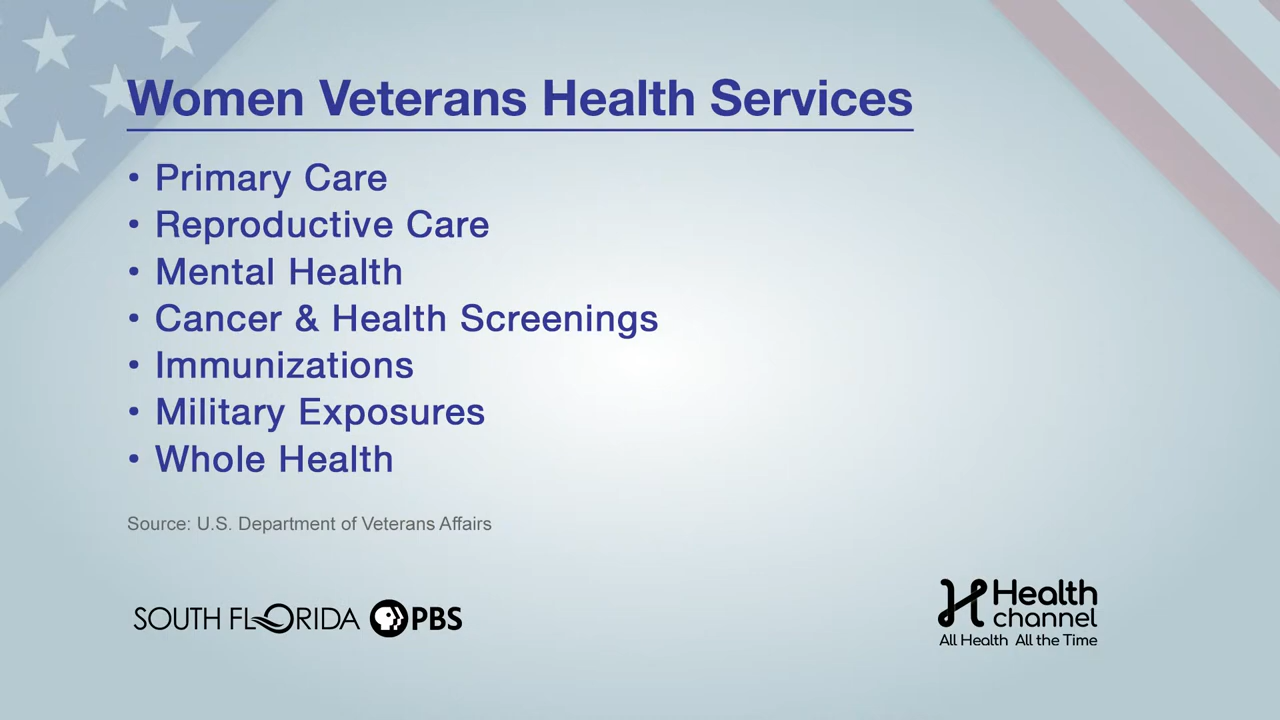 Women Veterans Health Services
• Primary Care
• Reproductive Care
• Mental Health
• Cancer & Health Screenings
• Immunizations
• Military Exposures
• Whole Health
Source: U.S. Department of Veterans Affairs
SOUTH FLORIDA PBS
Health
channel
All Health All the Time